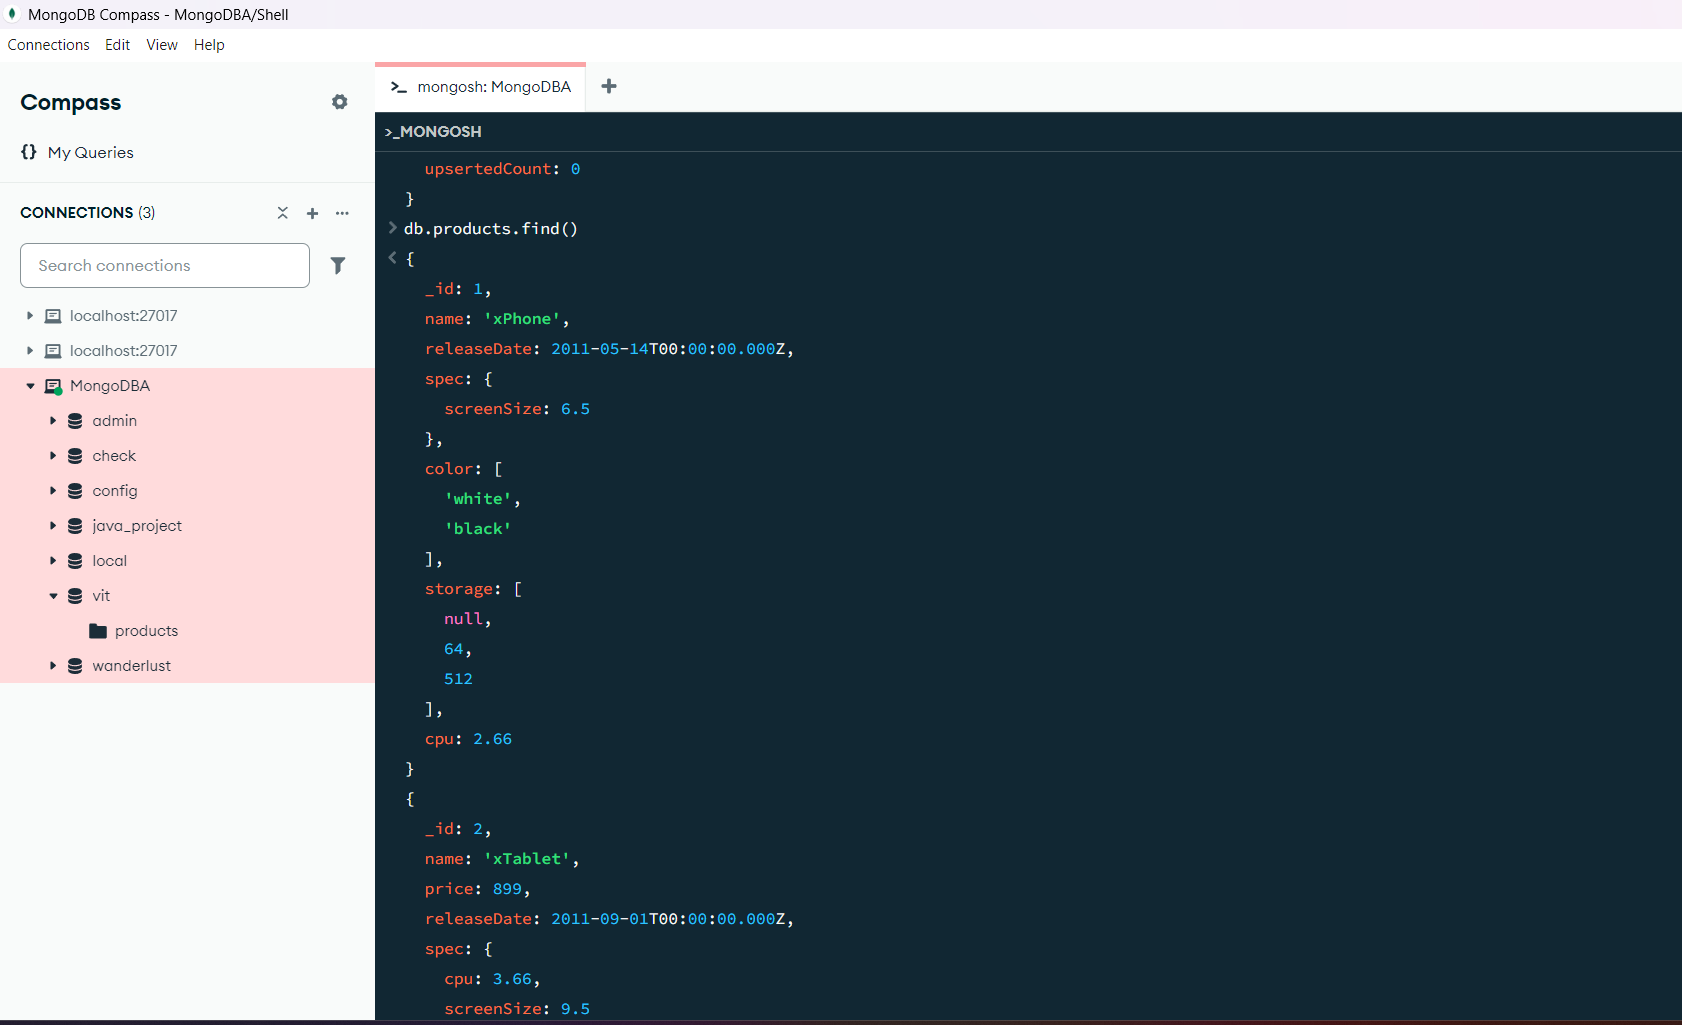 MongoDB Compass - MongoDBA/Shell
Connections Edit View Help
Compass
{} My Queries
CONNECTIONS (3)
Search connections
localhost:27017
localhost:27017
MongoDBA
admin
check
config
java_project
local
vit
products
wanderlust
>_ mongosh: MongoDBA +
>_MONGOSH
upsertedCount: 0
}
> db.products.find()
< {
_id: 1,
name: 'xPhone',
releaseDate: 2011-05-14T00:00:00.000Z,
spec: {
screenSize: 6.5
},
color: [
'white',
'black'
],
storage: [
null,
64,
512
],
cpu: 2.66
}
{
_id: 2,
name: 'xTablet',
price: 899,
releaseDate: 2011-09-01T00:00:00.000Z,
spec: {
cpu: 3.66,
screenSize: 9.5